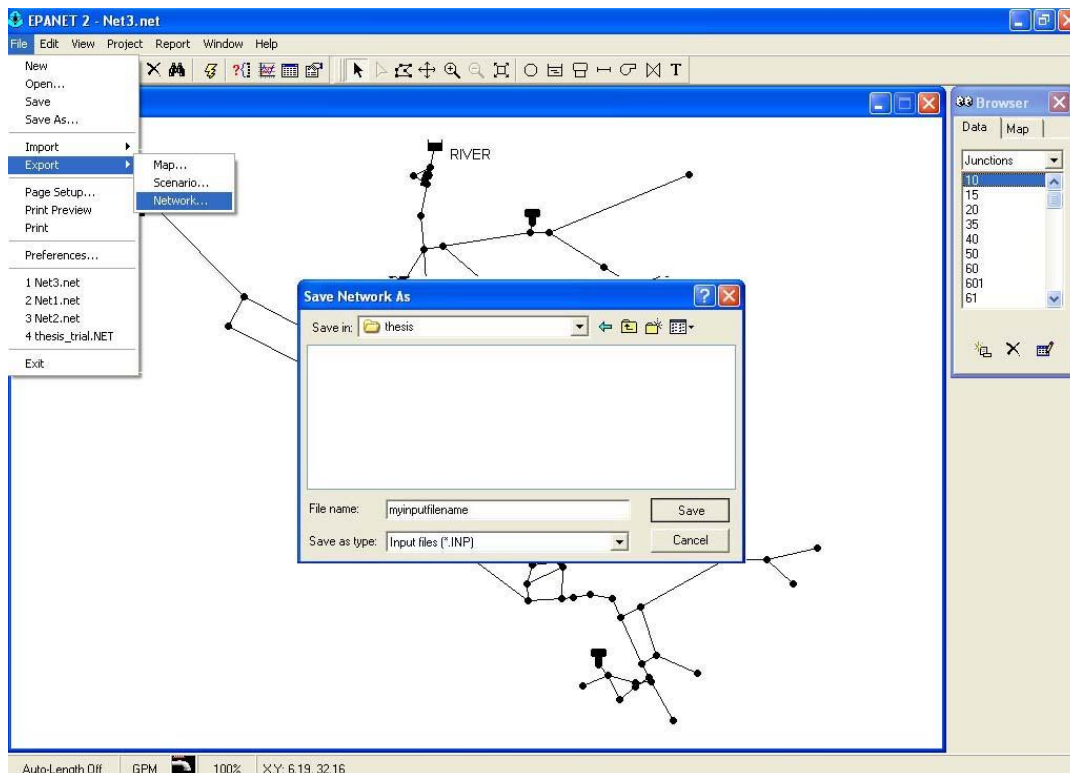 EPANET 2 - Net3.net
File Edit View Project Report Window Help
New
Open...
Save
Save As...
Import
Export
Page Setup...
Print Preview
Print
Preferences...
1 Net3.net
2 Net1.net
3 Net2.net
4 thesis_trial.NET
Exit
Map...
Scenario...
Network...
T
RIVER
Save Network As
Save in: thesis
File name: myinputfilename Save
Save as type: Input files (*.INP) Cancel
Browser
Data Map
Junctions
10
15
20
35
40
50
60
601
61
Auto-Length Off GPM 100% X,Y: 6.19, 32.16